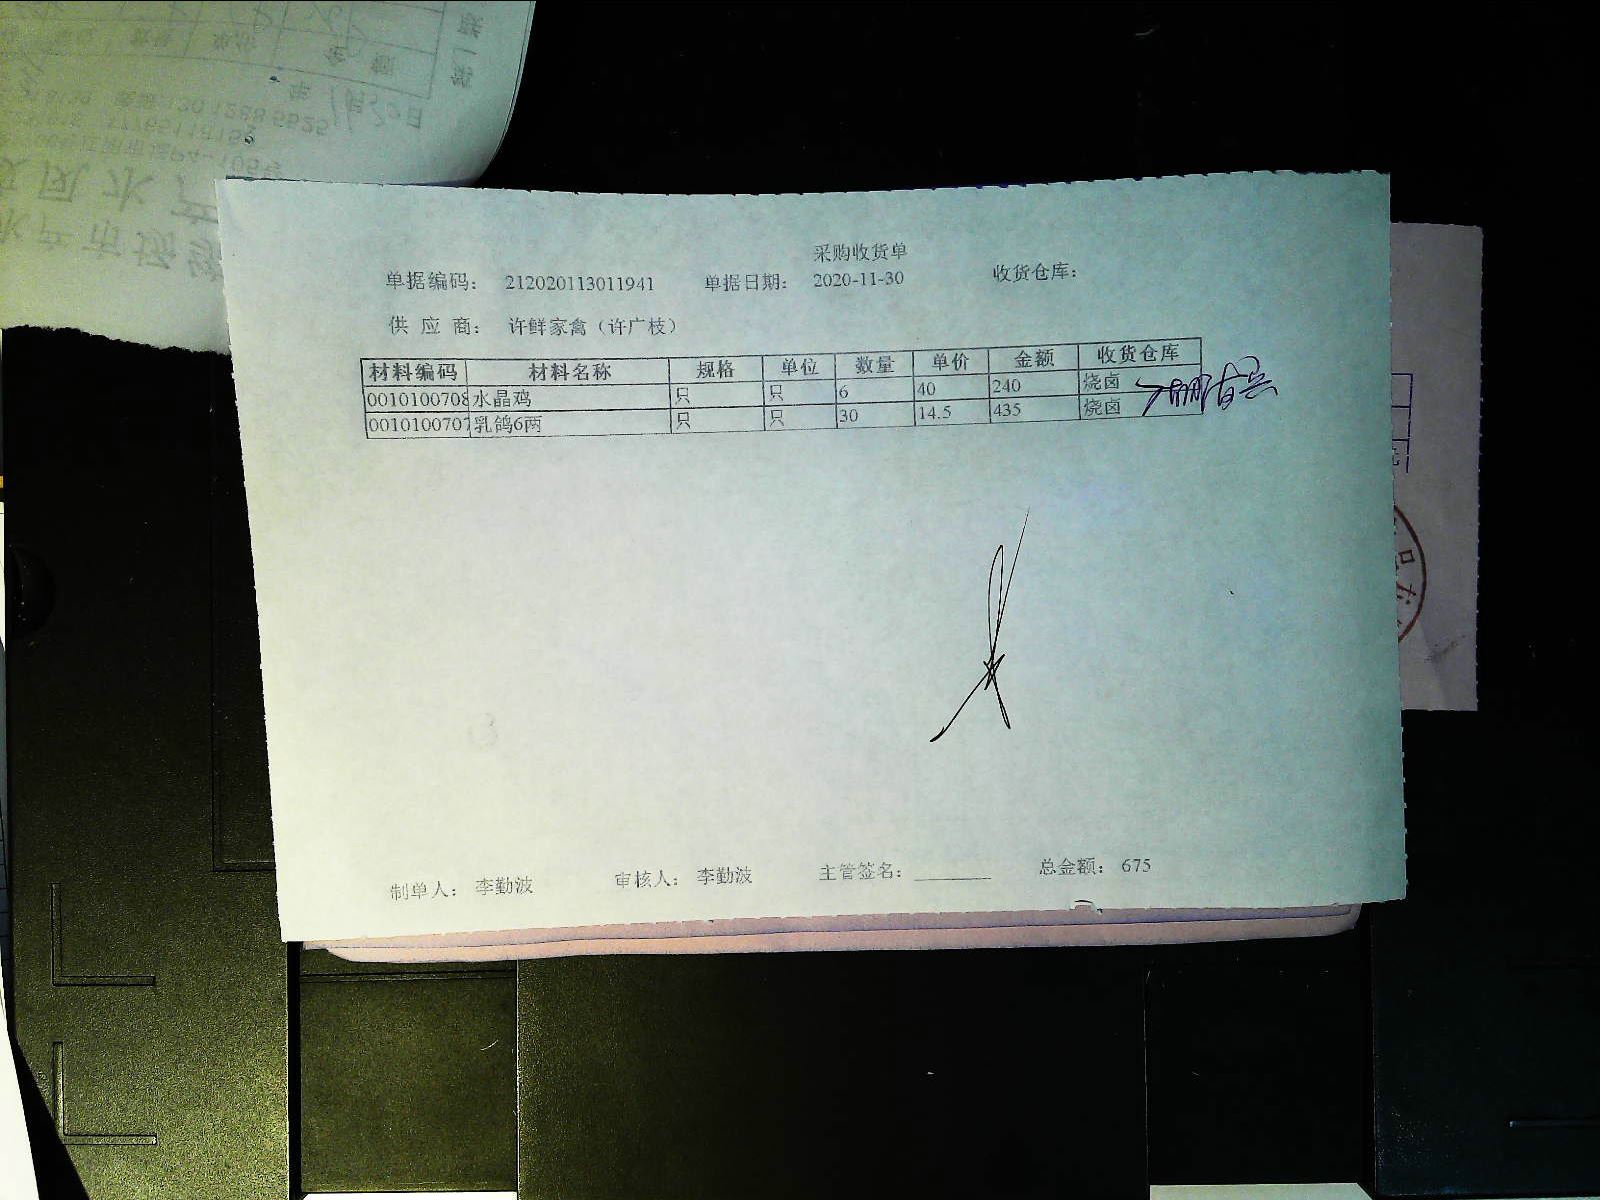 采购收货单
单据编码： 212020113011941 单据日期： 2020-11-30 收货仓库：
供 应 商： 许鲜家禽（许广枝）
材料编码 材料名称 规格 单位 数量 单价 金额 收货仓库
0010100708 水晶鸡 只 只 6 40 240 烧卤
0010100707 乳鸽6两 只 只 30 14.5 435 烧卤
制单人： 李勤波 审核人： 李勤波 主管签名：________ 总金额： 675